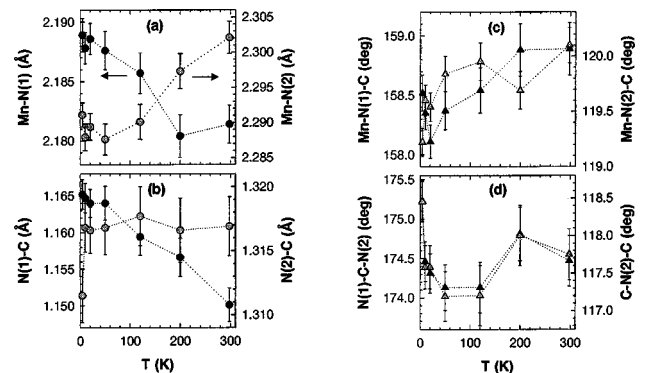 (a)
Mn-N(1) (Å)
2.190
2.185
2.180
Mn-N(2) (Å)
2.305
2.300
2.295
2.290
2.285
(b)
N(1)-C (Å)
1.165
1.160
1.155
1.150
N(2)-C (Å)
1.320
1.315
1.310
0 100 200 300
T (K)
(c)
Mn-N(1)-C (deg)
159.0
158.5
158.0
Mn-N(2)-C (deg)
120.0
119.5
119.0
(d)
N(1)-C-N(2) (deg)
175.5
175.0
174.5
174.0
C-N(2)-C (deg)
118.5
118.0
117.5
117.0
0 100 200 300
T (K)